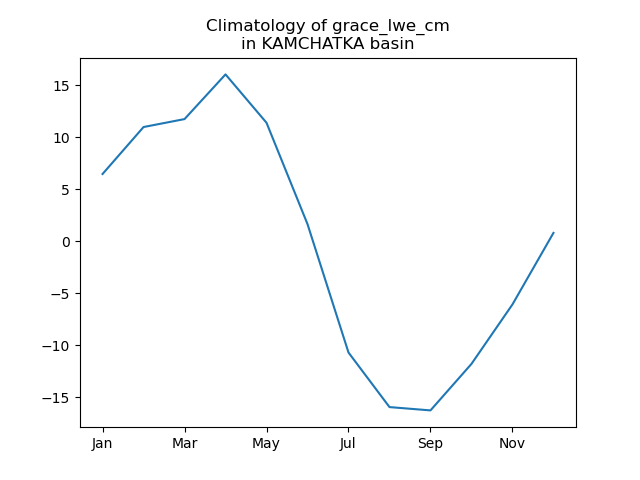 Climatology of grace_lwe_cm
in KAMCHATKA basin
15
10
5
0
−5
−10
−15
Jan
Mar
May
Jul
Sep
Nov